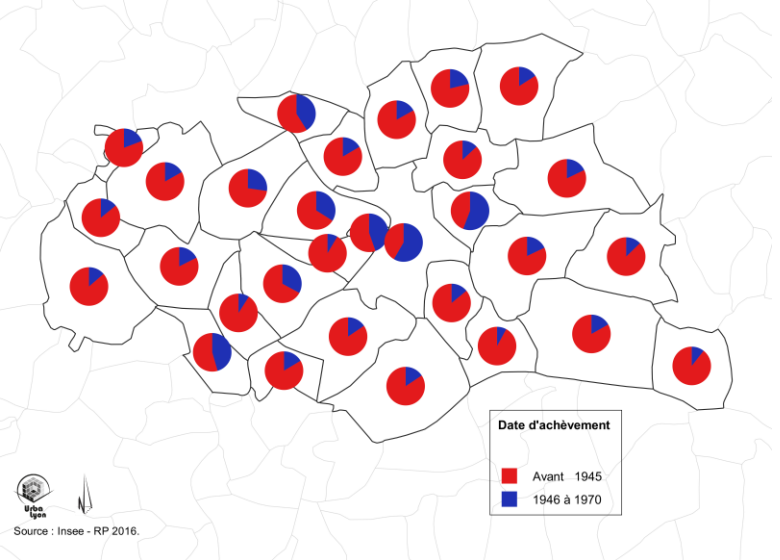 Date d'achèvement
Avant 1945
1946 à 1970
Urba
Lyon
N
Source : Insee - RP 2016.